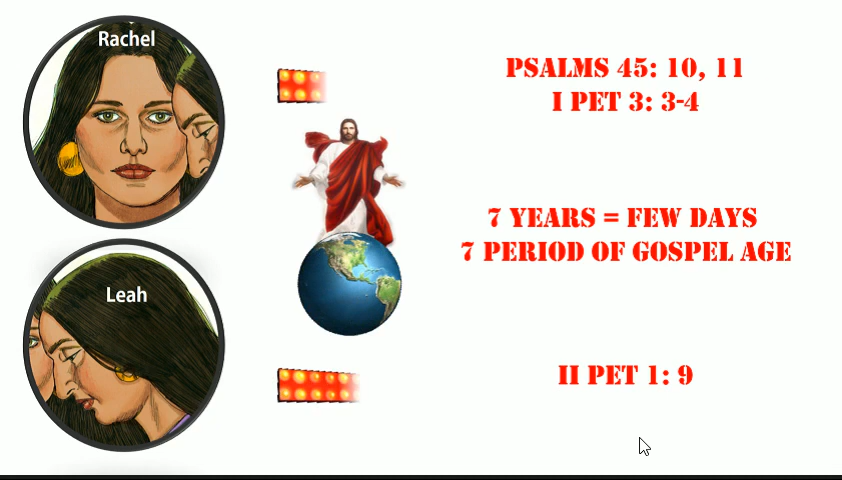 Rachel
PSALMS 45: 10, 11
I PET 3: 3-4
7 YEARS = FEW DAYS
7 PERIOD OF GOSPEL AGE
Leah
II PET 1: 9